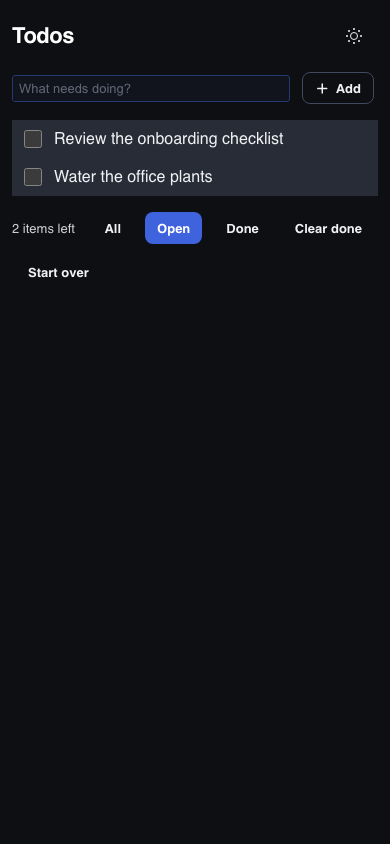 Todos
What needs doing?
Add
Review the onboarding checklist
Water the office plants
2 items left All Open Done Clear done
Start over